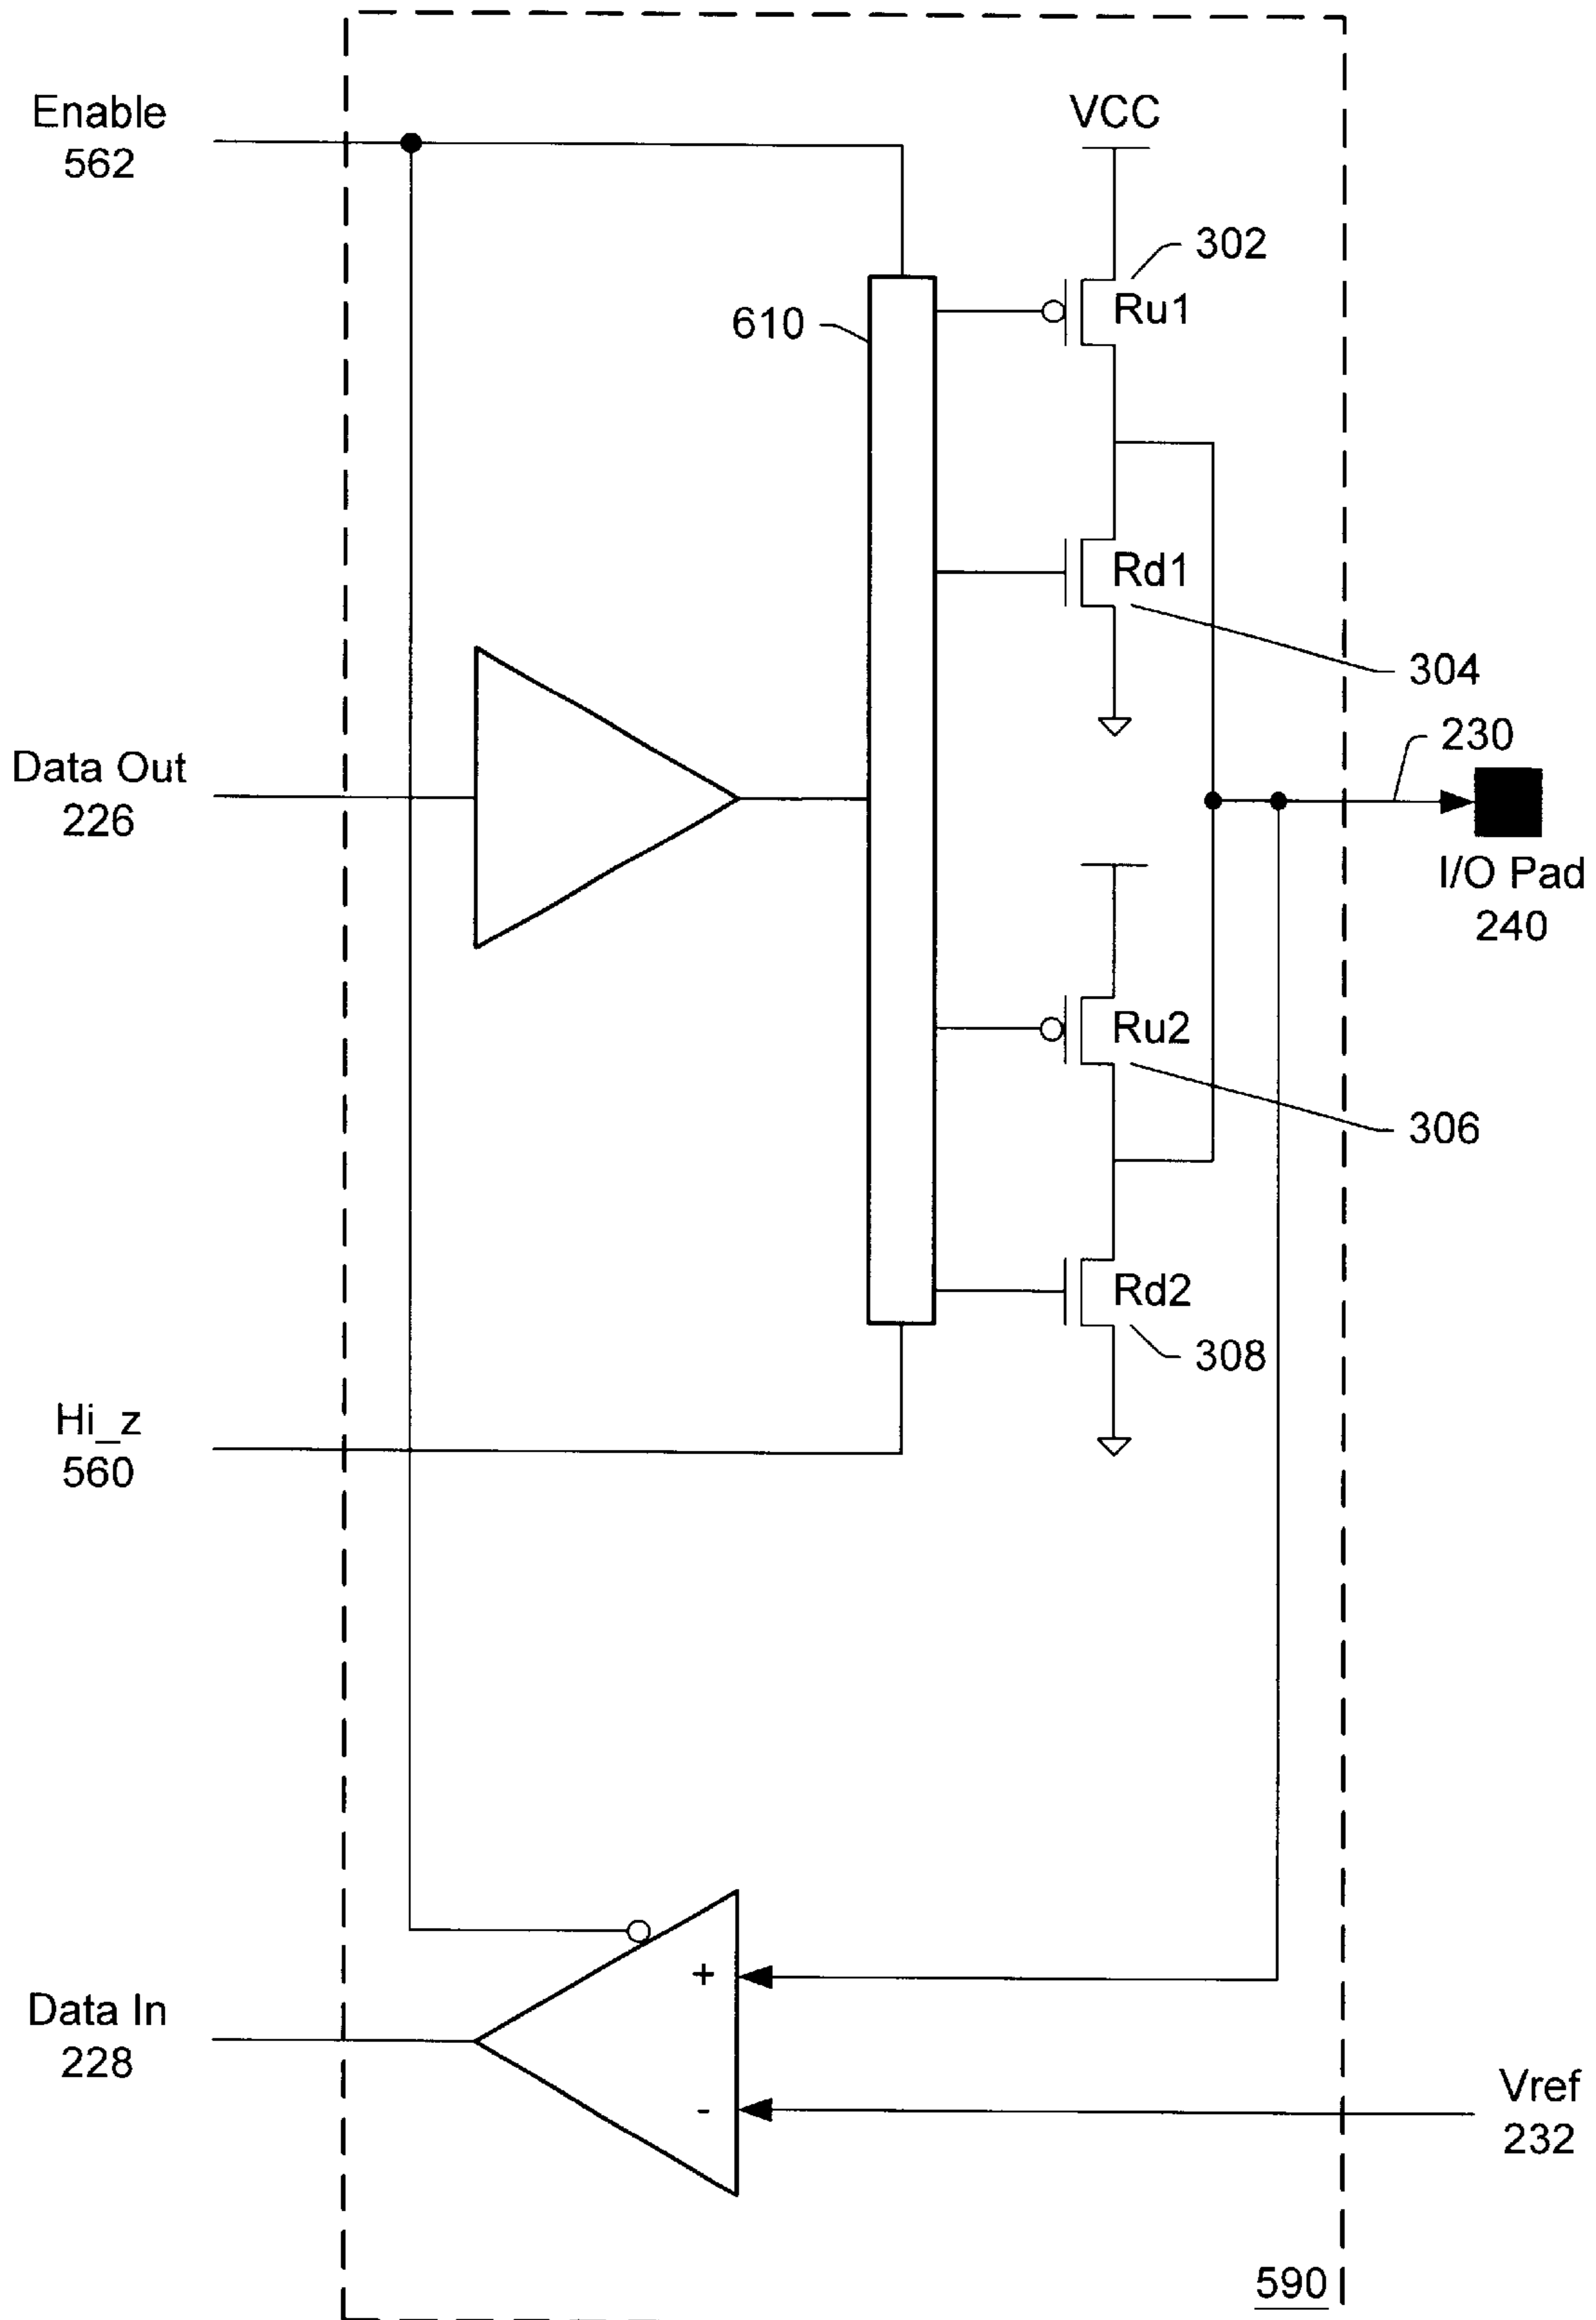 Enable
562
VCC
302
Ru1
610
Rd1
304
230
Data Out
226
I/O Pad
240
Ru2
306
Rd2
308
Hi_z
560
+
Data In
228
-
Vref
232
590